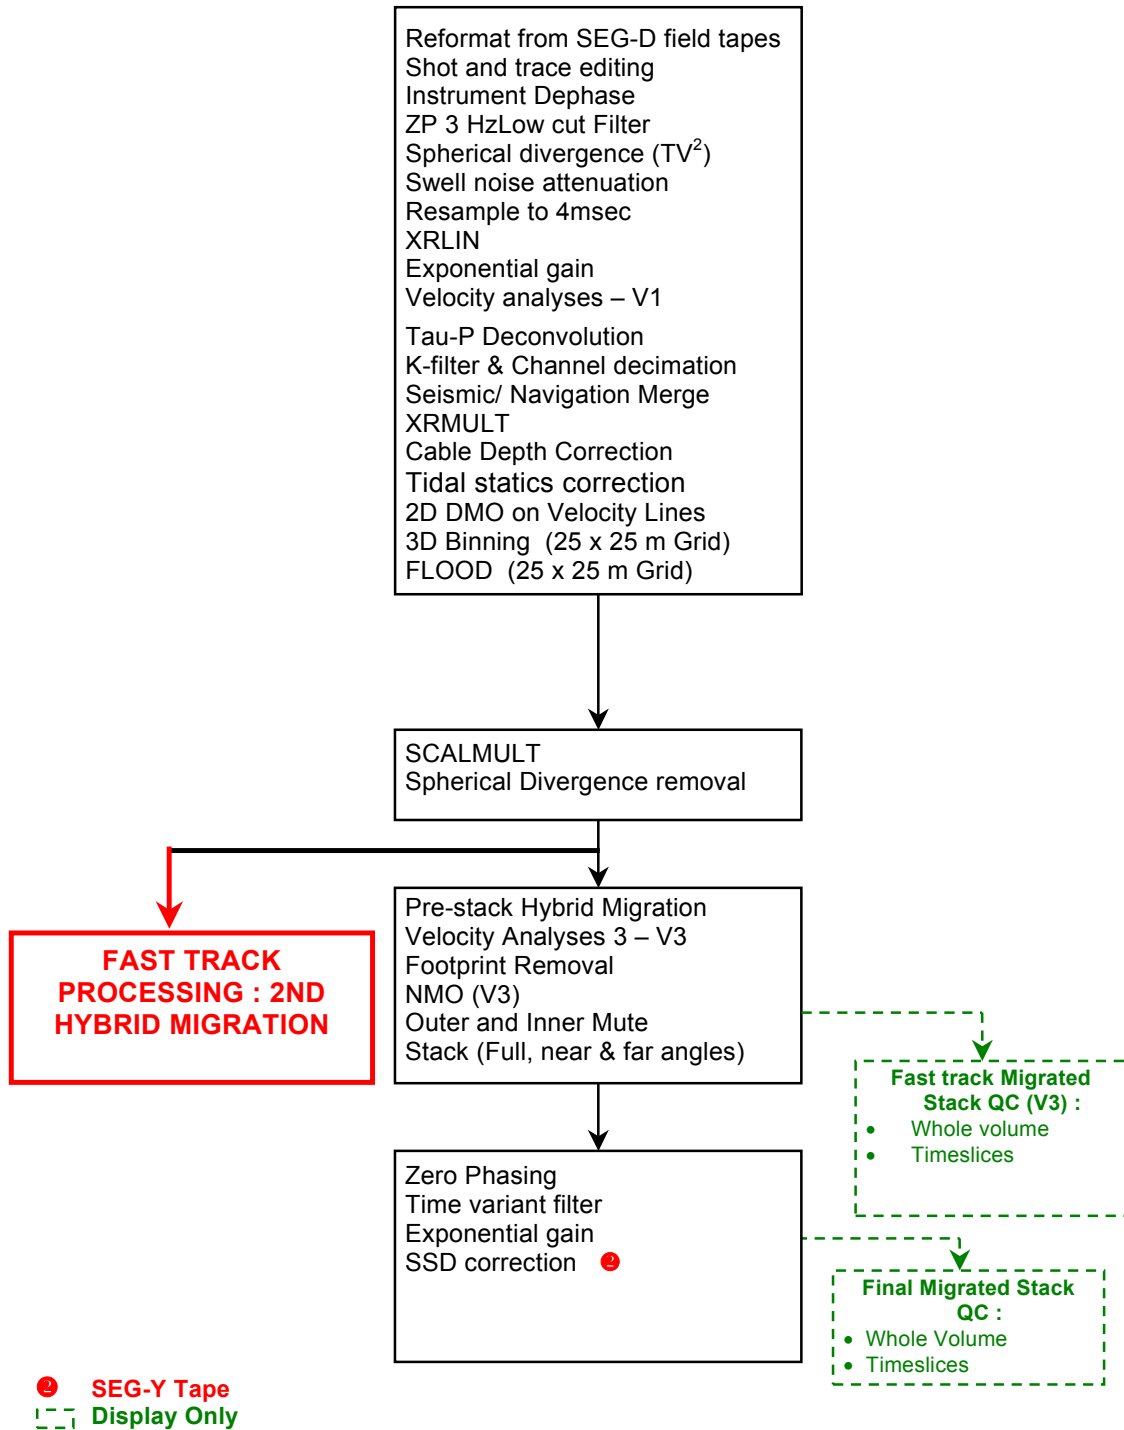 Reformat from SEG-D field tapes
Shot and trace editing
Instrument Dephase
ZP 3 HzLow cut Filter
Spherical divergence (TV²)
Swell noise attenuation
Resample to 4msec
XRLIN
Exponential gain
Velocity analyses – V1
Tau-P Deconvolution
K-filter & Channel decimation
Seismic/ Navigation Merge
XRMULT
Cable Depth Correction
Tidal statics correction
2D DMO on Velocity Lines
3D Binning (25 x 25 m Grid)
FLOOD (25 x 25 m Grid)
SCALMULT
Spherical Divergence removal
FAST TRACK
PROCESSING : 2ND
HYBRID MIGRATION
Pre-stack Hybrid Migration
Velocity Analyses 3 – V3
Footprint Removal
NMO (V3)
Outer and Inner Mute
Stack (Full, near & far angles)
Fast track Migrated
Stack QC (V3) :
• Whole volume
• Timeslices
Zero Phasing
Time variant filter
Exponential gain
SSD correction ❷
Final Migrated Stack
QC :
• Whole Volume
• Timeslices
❷ SEG-Y Tape
Display Only